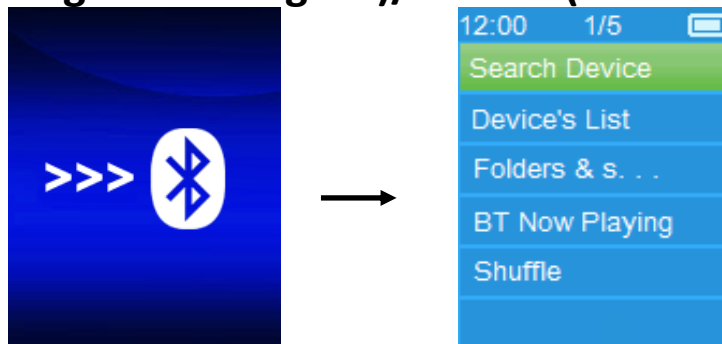 >>>
12:00 1/5
Search Device
Device's List
Folders & s. . .
BT Now Playing
Shuffle